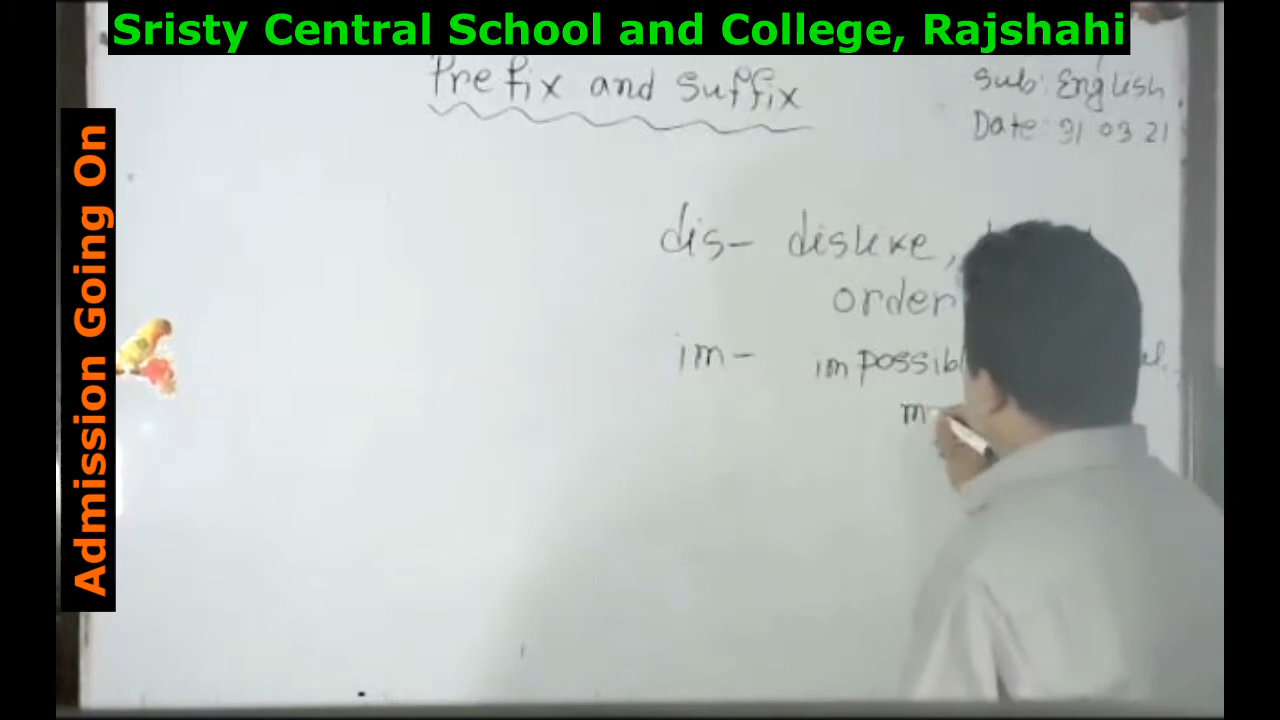 Sristy Central School and College, Rajshahi
Admission Going On
Prefix and Suffix
Sub: English.
Date: 31 03 21
dis- dislike,
order
im- impossibl
m